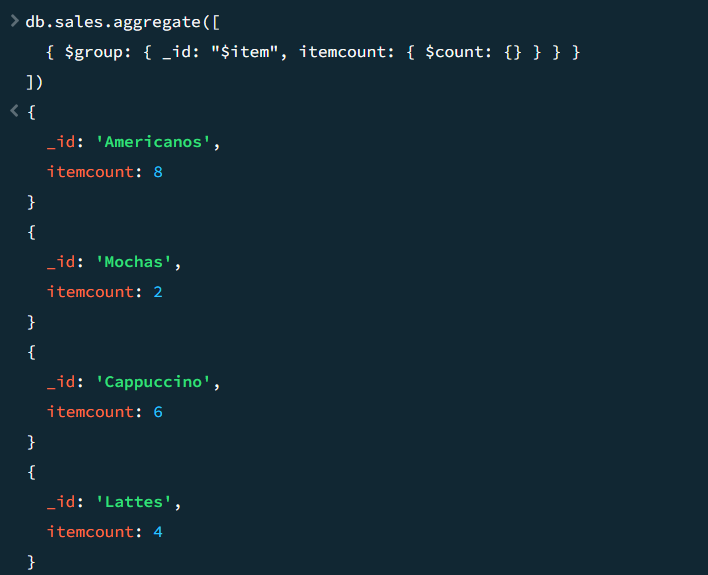 > db.sales.aggregate([
  { $group: { _id: "$item", itemcount: { $count: {} } } }
])
< {
  _id: 'Americanos',
  itemcount: 8
}
{
  _id: 'Mochas',
  itemcount: 2
}
{
  _id: 'Cappuccino',
  itemcount: 6
}
{
  _id: 'Lattes',
  itemcount: 4
}